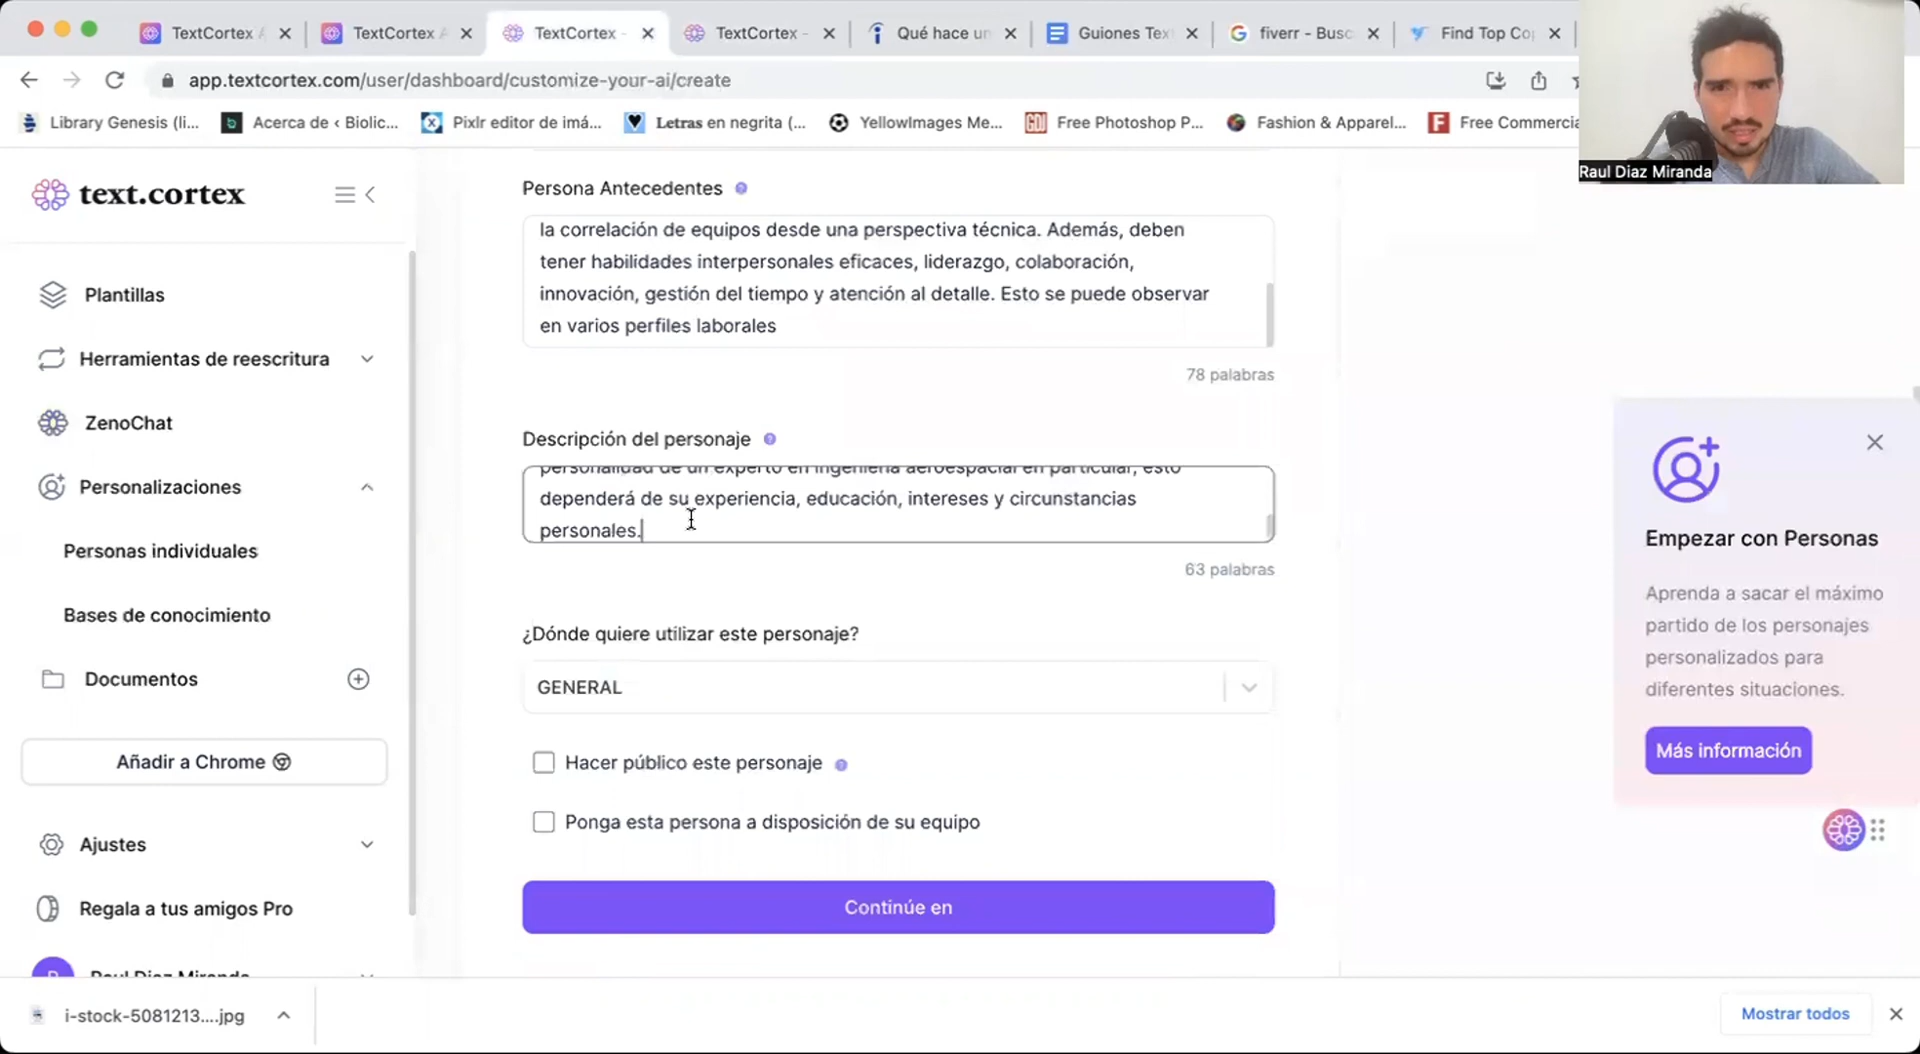 TextCortex A
TextCortex A
TextCortex -
TextCortex -
Qué hace un
Guiones Tex
fiverr - Busc
Find Top Co
app.textcortex.com/user/dashboard/customize-your-ai/create
Library Genesis (li...
Acerca de ‹ Biolic...
Pixlr editor de imá...
Letras en negrita (...
YellowImages Me...
GD!
Free Photoshop P...
Fashion & Apparel...
F
Free Commercia
Raul Diaz Miranda
text.cortex
Plantillas
Herramientas de reescritura
ZenoChat
Personalizaciones
Personas individuales
Bases de conocimiento
Documentos
Añadir a Chrome
Ajustes
Regala a tus amigos Pro
Raul Diaz Miranda
Persona Antecedentes
la correlación de equipos desde una perspectiva técnica. Además, deben
tener habilidades interpersonales eficaces, liderazgo, colaboración,
innovación, gestión del tiempo y atención al detalle. Esto se puede observar
en varios perfiles laborales
78 palabras
Descripción del personaje
personalidad de un experto en ingeniería aeroespacial en particular, esto
dependerá de su experiencia, educación, intereses y circunstancias
personales.
63 palabras
¿Dónde quiere utilizar este personaje?
GENERAL
Hacer público este personaje
Ponga esta persona a disposición de su equipo
Continúe en
Empezar con Personas
Aprenda a sacar el máximo
partido de los personajes
personalizados para
diferentes situaciones.
Más información
i-stock-5081213....jpg
Mostrar todos